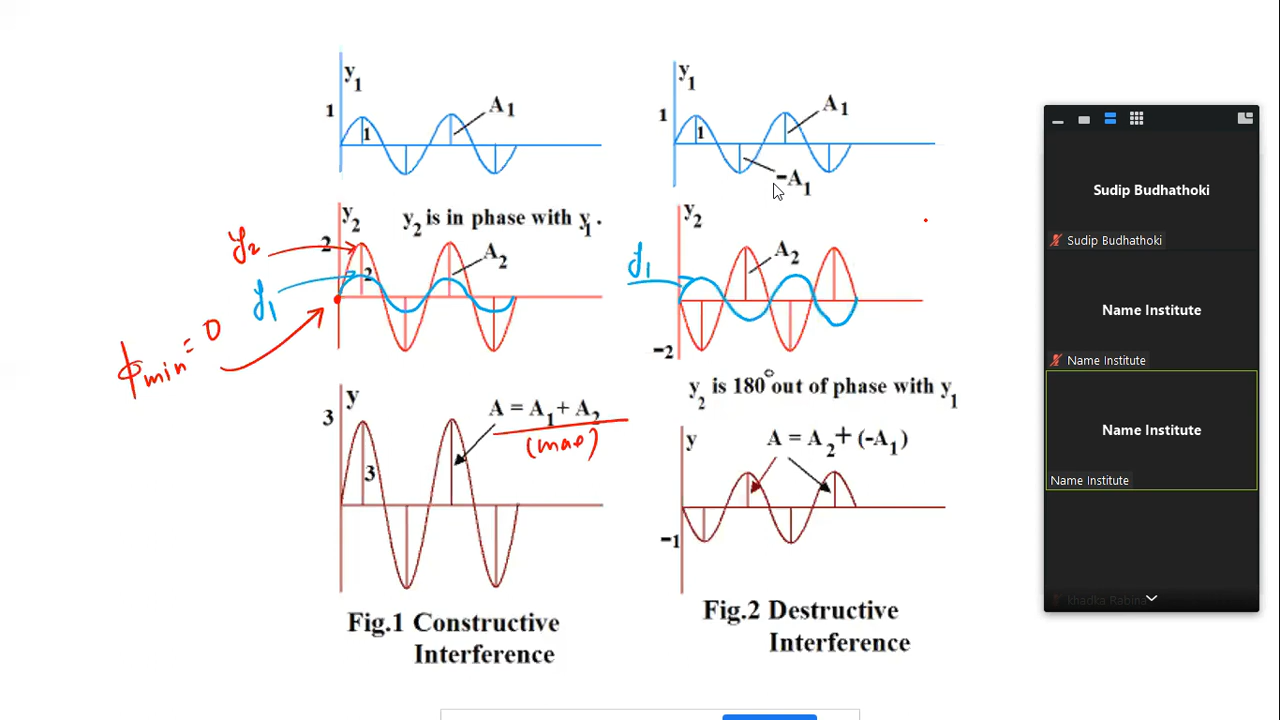 y1
1
1
A1
y2
y2 is in phase with y1.
2
y2
2
A2
y1
ϕmin = 0
y
3
A = A1 + A2
(max)
3
Fig.1 Constructive
Interference
y1
1
1
A1
-A1
y2
y1
A2
-2
y2 is 180° out of phase with y1
y
A = A2 + (-A1)
-1
Fig.2 Destructive
Interference
Sudip Budhathoki
Sudip Budhathoki
Name Institute
Name Institute
Name Institute
Name Institute
khadka Rabina